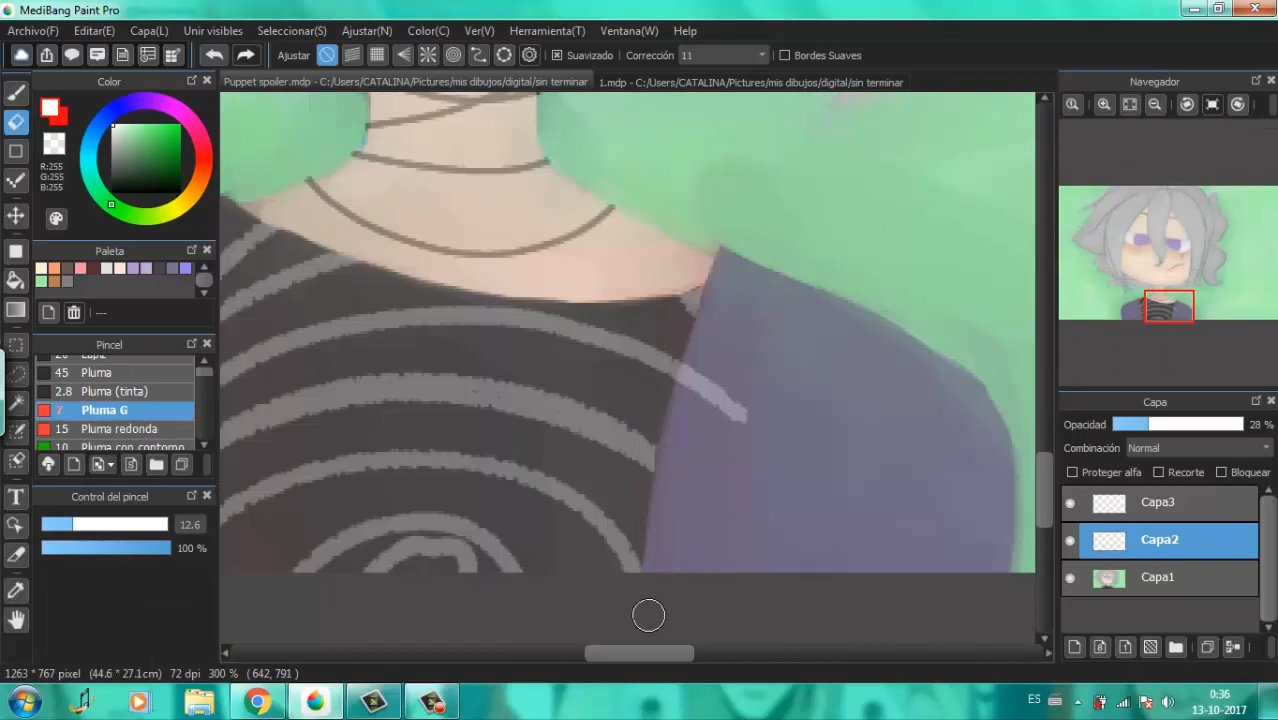 MediBang Paint Pro
Archivo(F) Editar(E) Capa(L) Unir visibles Seleccionar(S) Ajustar(N) Color(C) Ver(V) Herramienta(T) Ventana(W) Help
Ajustar Suavizado Corrección 11 Bordes Suaves
Color
Puppet spoiler.mdp - C:/Users/CATALINA/Pictures/mis dibujos/digital/sin terminar
1.mdp - C:/Users/CATALINA/Pictures/mis dibujos/digital/sin terminar
Navegador
R:255
G:255
B:255
Paleta
---
Pincel
45 Pluma
2.8 Pluma (tinta)
7 Pluma G
15 Pluma redonda
10 Pluma con contorno
Control del pincel
12.6
100 %
Capa
Opacidad 28 %
Combinación Normal
Proteger alfa Recorte Bloquear
Capa3
Capa2
Capa1
1263 * 767 pixel (44.6 * 27.1cm) 72 dpi 300 % ( 642, 791 )
ES
0:36
13-10-2017